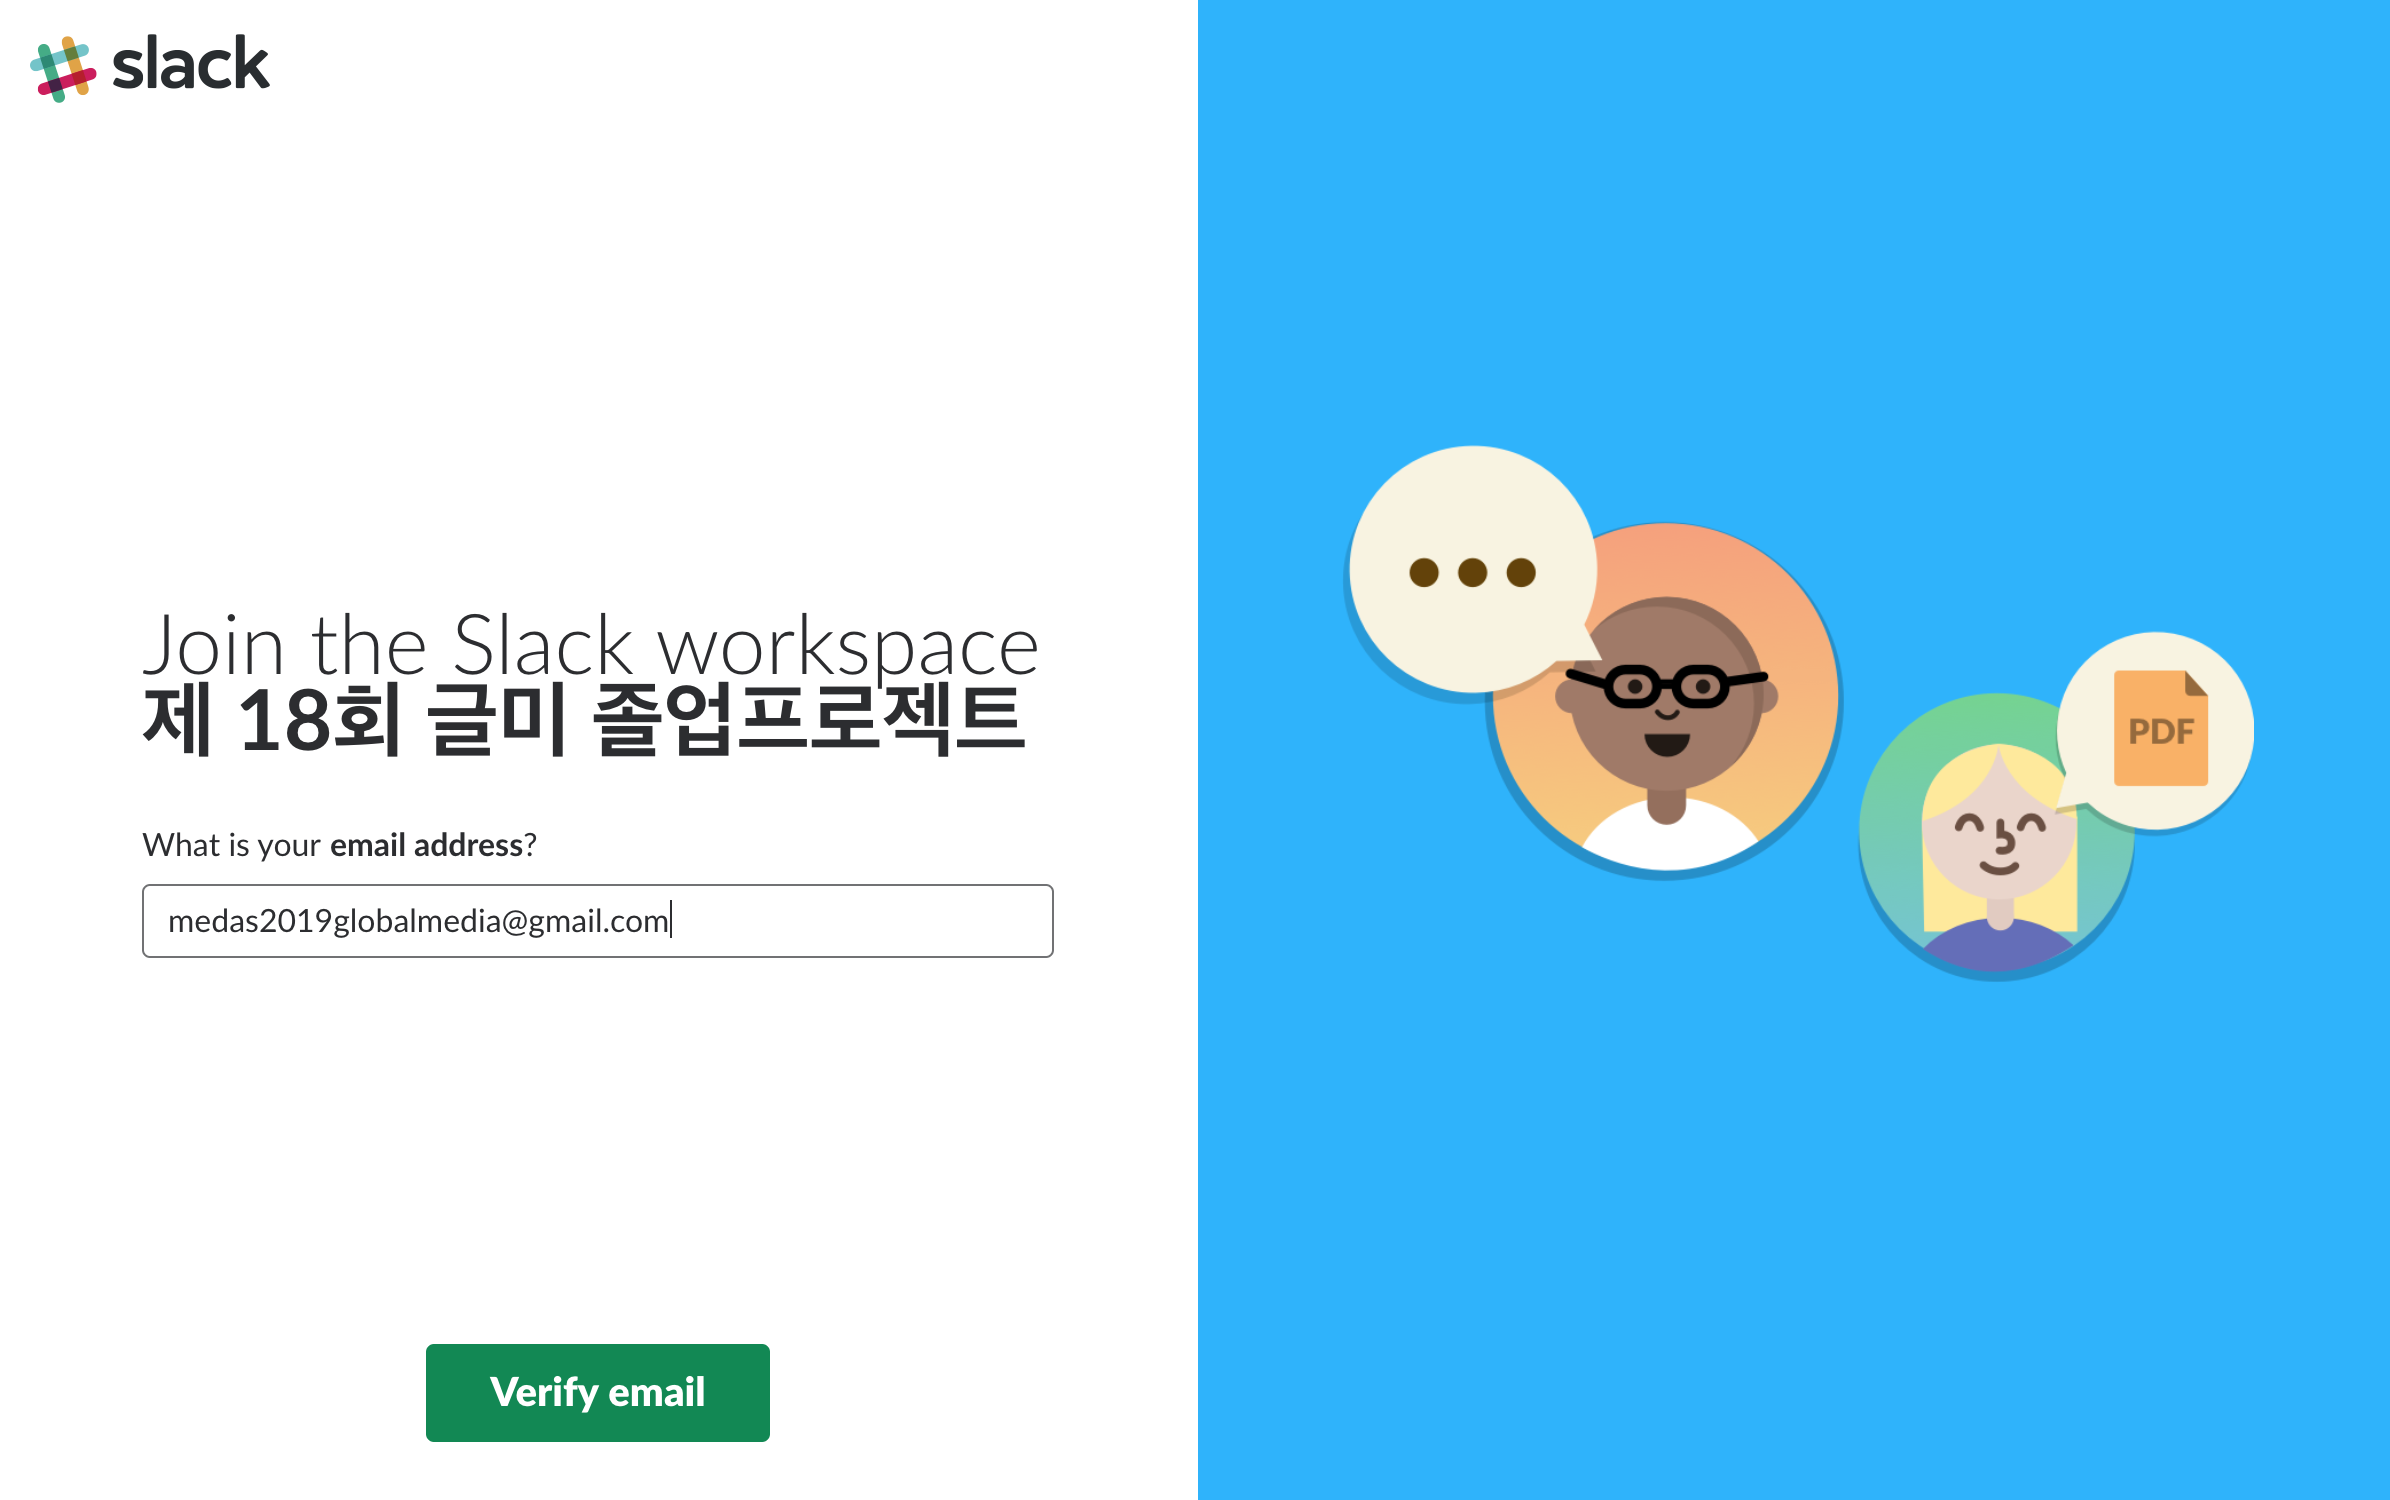 slack
Join the Slack workspace
제 18회 글미 졸업프로젝트
What is your email address?
medas2019globalmedia@gmail.com
Verify email
PDF